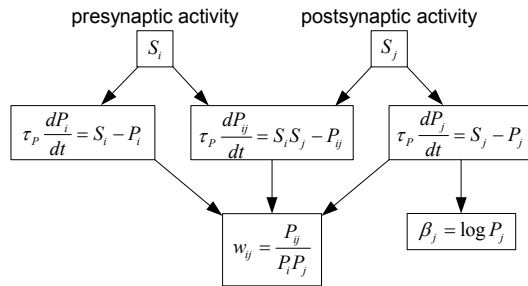 presynaptic activity postsynaptic activity
S_i S_j
τ_P dP_i/dt = S_i − P_i τ_P dP_ij/dt = S_i S_j − P_ij τ_P dP_j/dt = S_j − P_j
w_ij = P_ij / P_i P_j β_j = log P_j